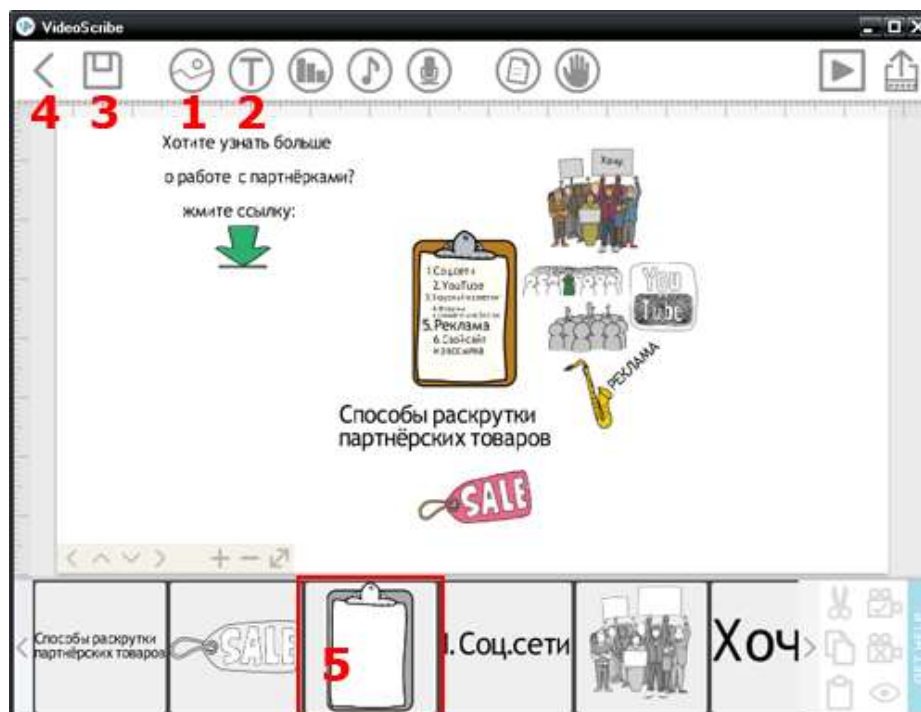 VideoScribe
4
3
1
2
Хотите узнать больше
о работе с партнёрками?
жмите ссылку:
Хочу
1.Соц.сети
2.YouTube
5.Реклама
6.Свой сайт
и рассылка
You
Tube
РЕКЛАМА
Способы раскрутки
партнёрских товаров
SALE
Способы раскрутки
партнёрских товаров
SALE
5
1.Соц.сети
Хоч